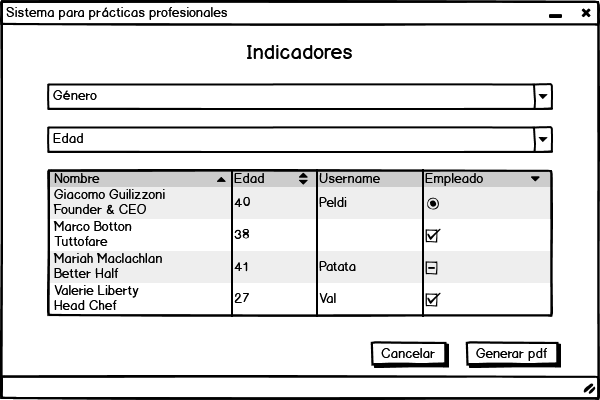 Sistema para prácticas profesionales
Indicadores
Género
Edad
Nombre Edad Username Empleado
Giacomo Guilizzoni
Founder & CEO 40 Peldi
Marco Botton
Tuttofare 38
Mariah Maclachlan
Better Half 41 Patata
Valerie Liberty
Head Chef 27 Val
Cancelar Generar pdf